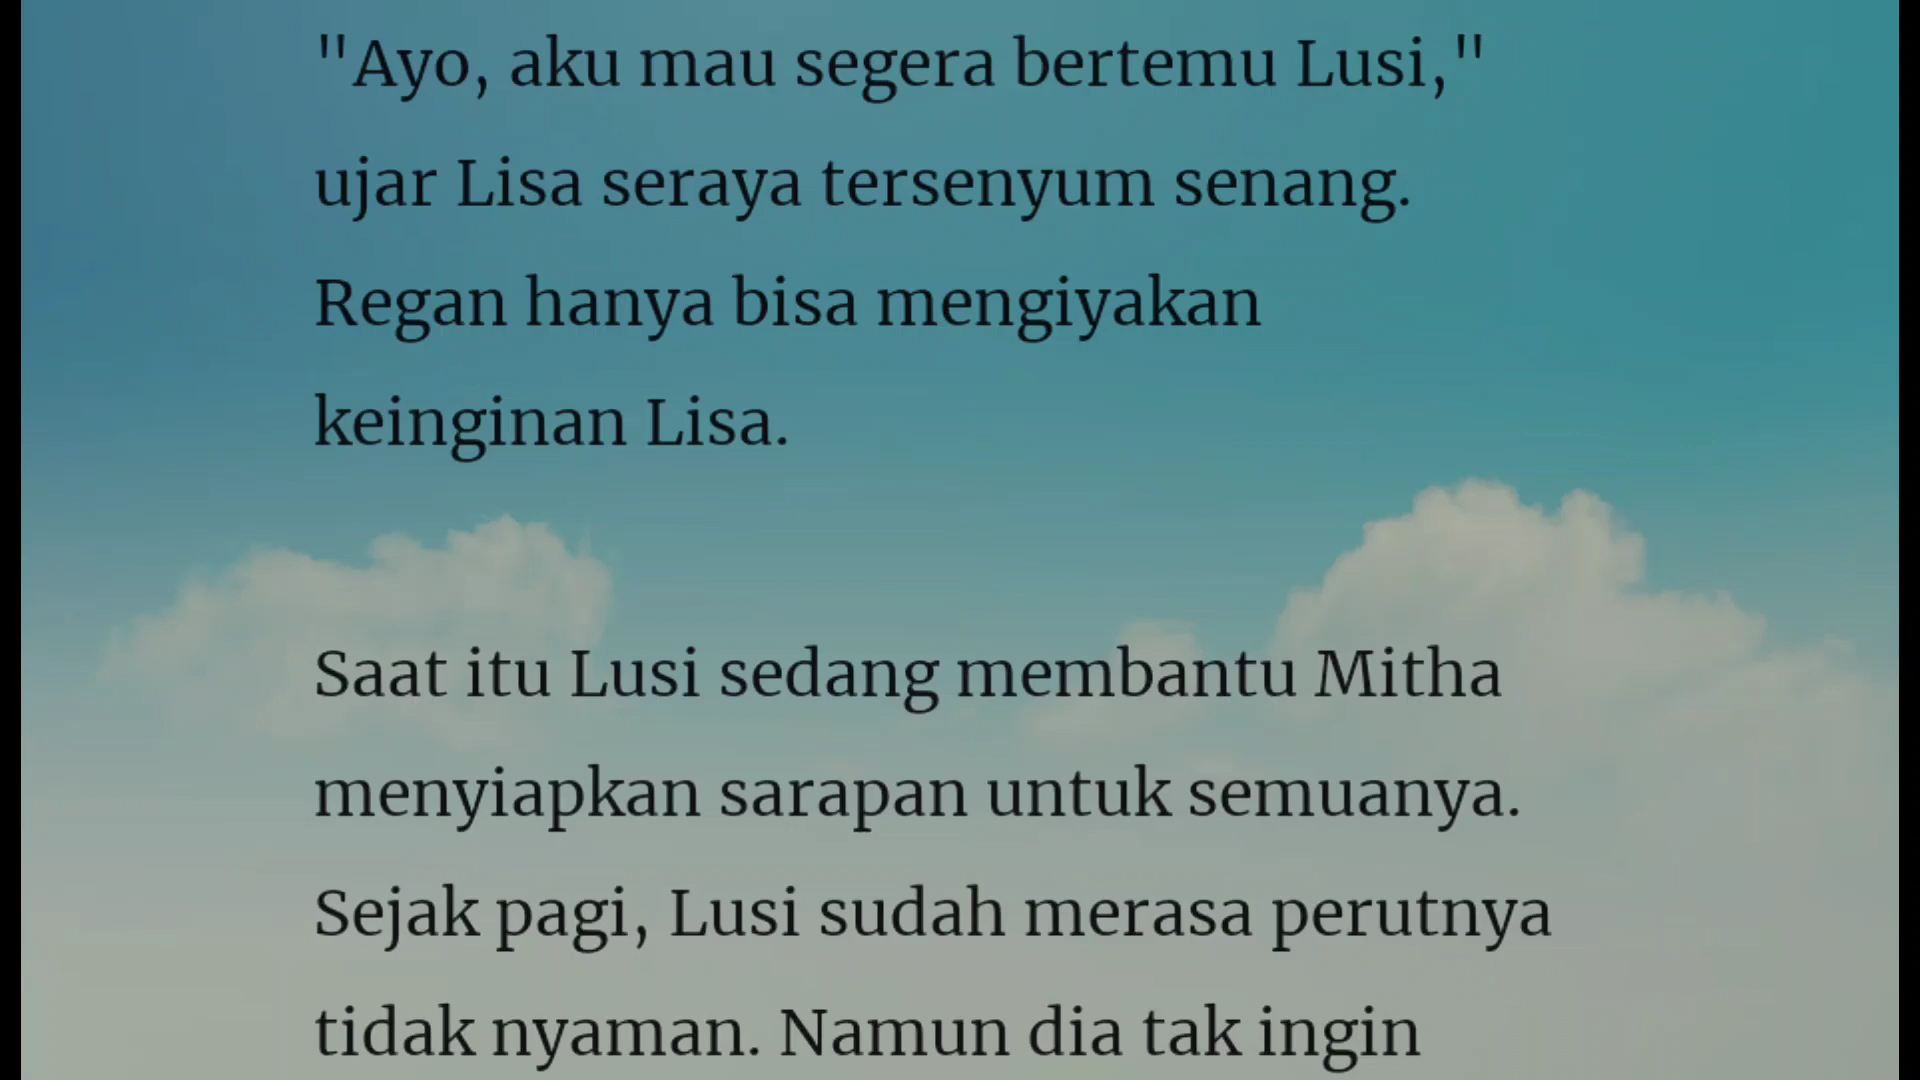 "Ayo, aku mau segera bertemu Lusi,"
ujar Lisa seraya tersenyum senang.
Regan hanya bisa mengiyakan
keinginan Lisa.
Saat itu Lusi sedang membantu Mitha
menyiapkan sarapan untuk semuanya.
Sejak pagi, Lusi sudah merasa perutnya
tidak nyaman. Namun dia tak ingin